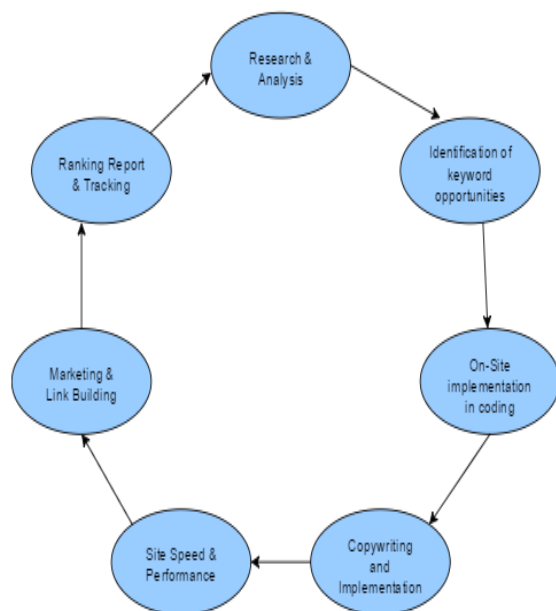 Research &
Analysis
Identification of
keyword
opportunities
On-Site
implementation
in coding
Copywriting
and
Implementation
Site Speed &
Performance
Marketing &
Link Building
Ranking Report
& Tracking